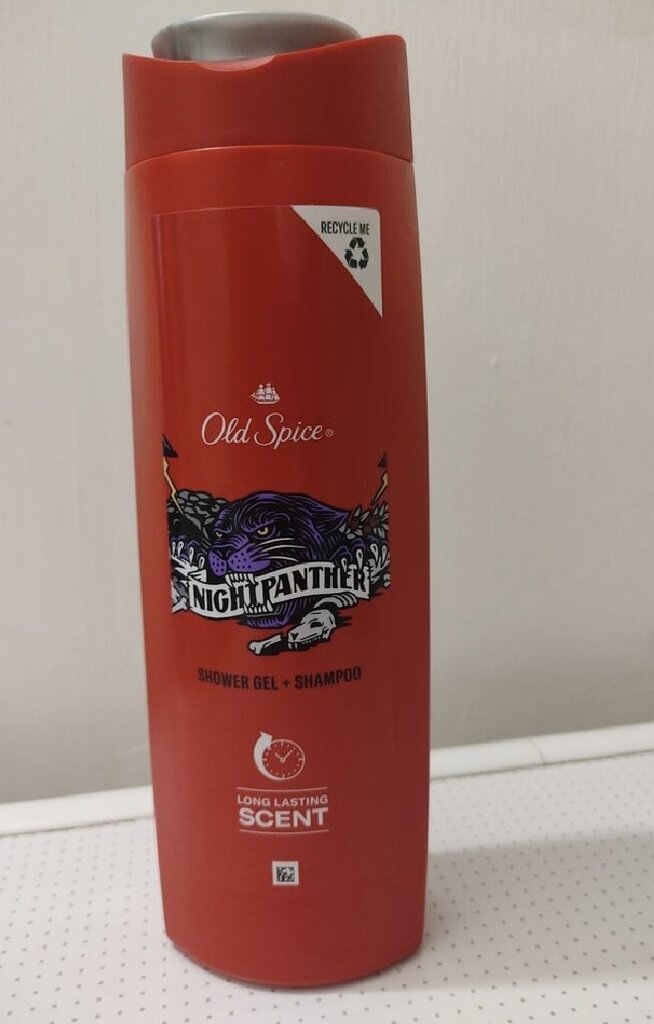 RECYCLE ME
Old Spice®
NIGHTPANTHER
SHOWER GEL + SHAMPOO
LONG LASTING
SCENT